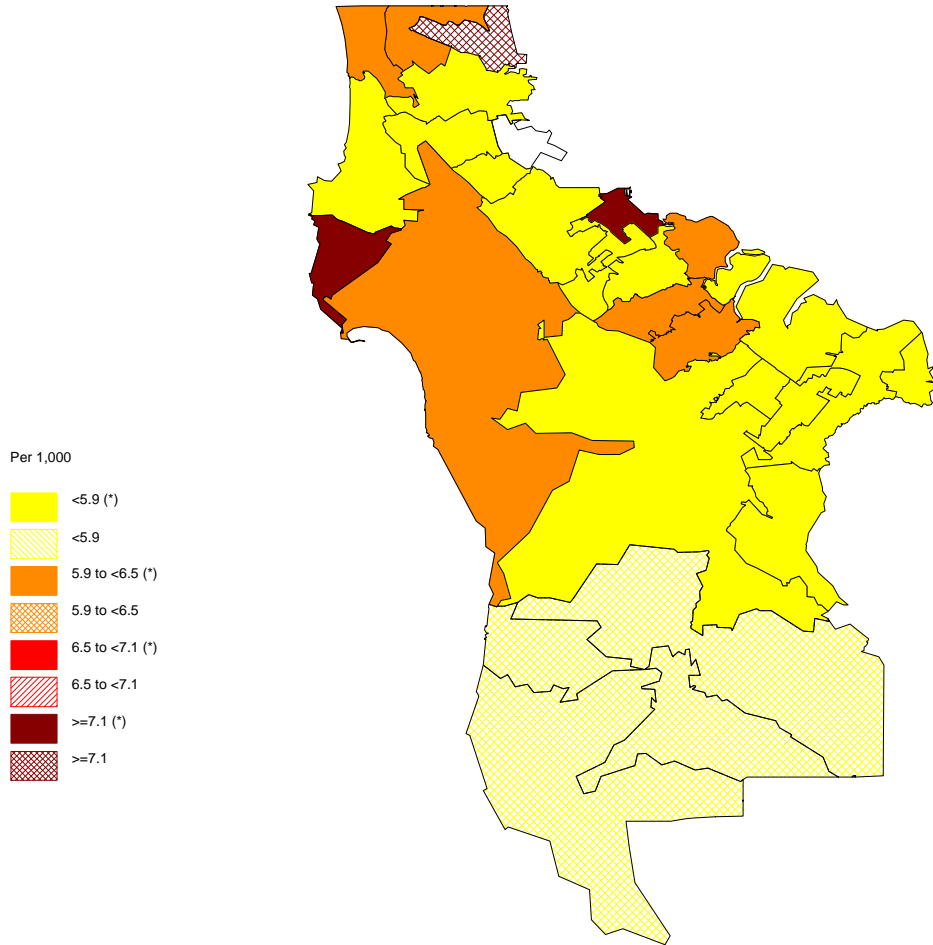 Per 1,000
<5.9 (*)
<5.9
5.9 to <6.5 (*)
5.9 to <6.5
6.5 to <7.1 (*)
6.5 to <7.1
>=7.1 (*)
>=7.1